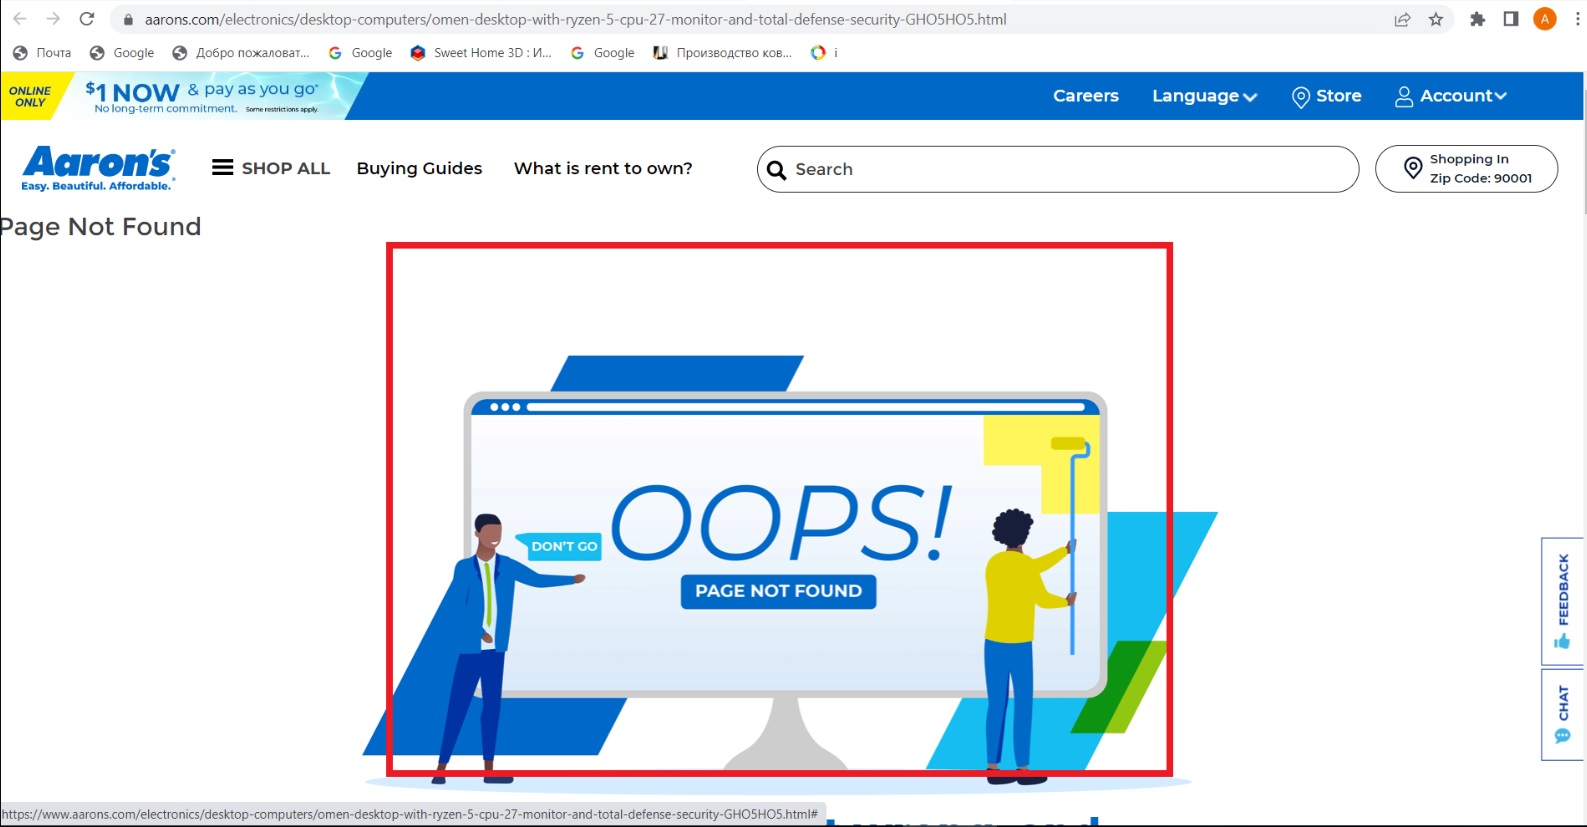 aarons.com/electronics/desktop-computers/omen-desktop-with-ryzen-5-cpu-27-monitor-and-total-defense-security-GHO5HO5.html
A
Почта Google Добро пожаловат... Google Sweet Home 3D : И... Google Производство ков... i
ONLINE ONLY
$1 NOW & pay as you go*
No long-term commitment. Some restrictions apply.
Careers Language Store Account
Aaron's®
Easy. Beautiful. Affordable.®
SHOP ALL Buying Guides What is rent to own?
Search
Shopping In
Zip Code: 90001
Page Not Found
OOPS!
DON'T GO
PAGE NOT FOUND
FEEDBACK
CHAT
https://www.aarons.com/electronics/desktop-computers/omen-desktop-with-ryzen-5-cpu-27-monitor-and-total-defense-security-GHO5HO5.html#